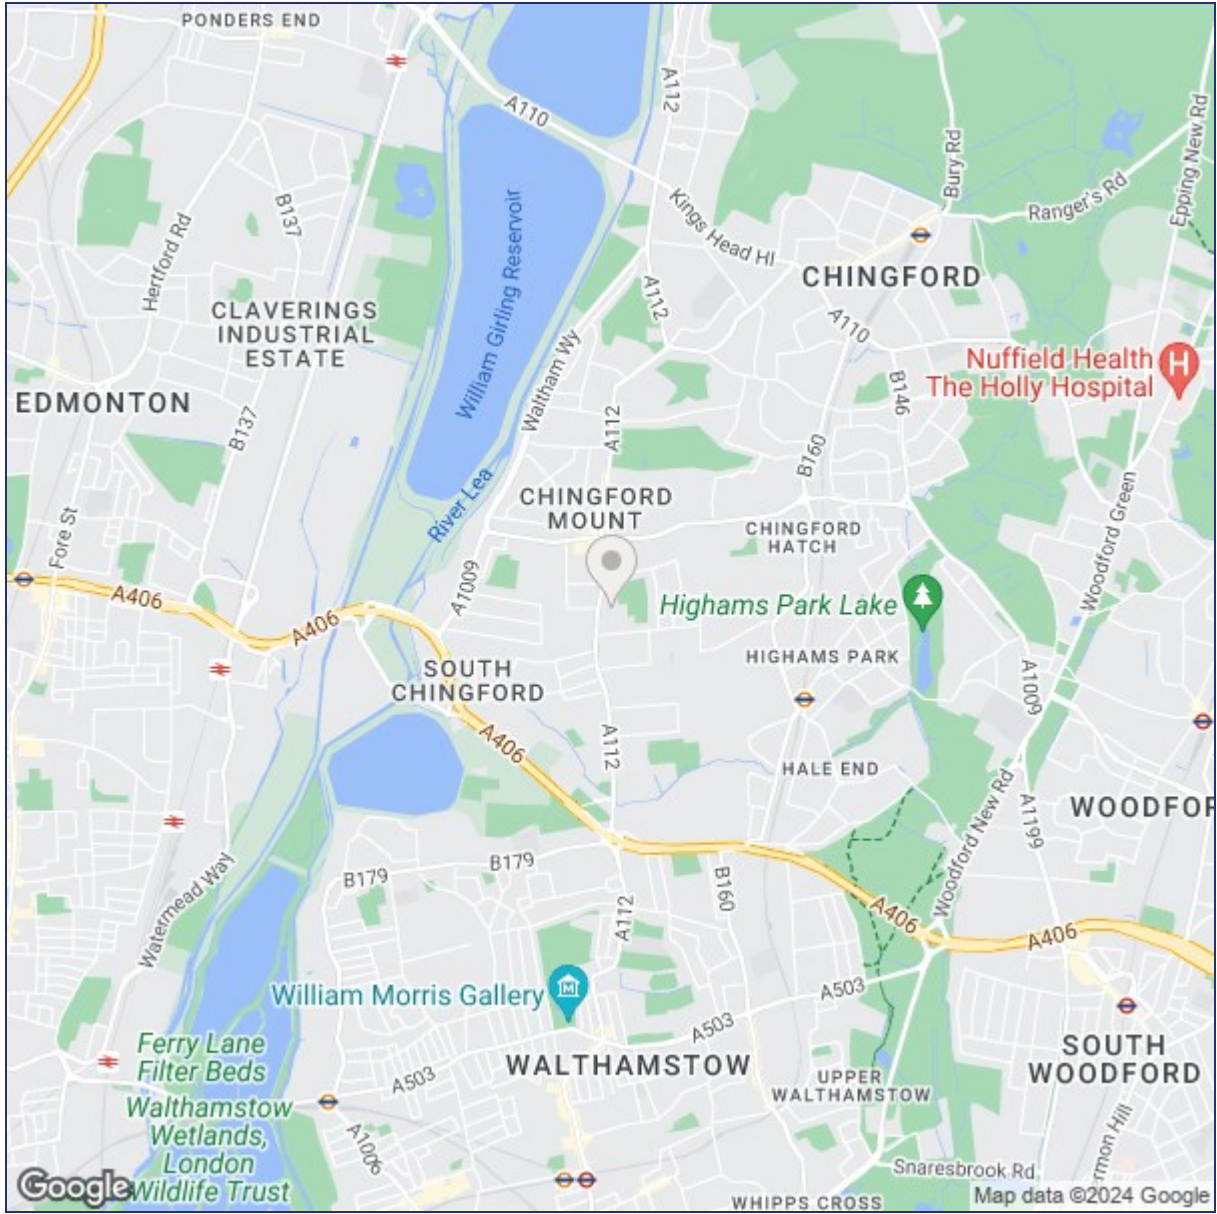 PONDERS END
A110
A112
Bury Rd
Epping New Rd
Ranger's Rd
Kings Head Hl
B137
Hertford Rd
William Girling Reservoir
CHINGFORD
A112
A110
CLAVERINGS
INDUSTRIAL
ESTATE
Waltham Wy
Nuffield Health
The Holly Hospital
H
B146
EDMONTON
B137
A112
B160
River Lea
CHINGFORD
MOUNT
CHINGFORD
HATCH
Woodford Green
Fore St
A406
A1009
Highams Park Lake
A406
SOUTH
CHINGFORD
HIGHAMS PARK
A1009
A406
A112
HALE END
WOODFOR
Woodford New Rd
A1199
B179
B179
B160
A112
A406
A406
Watermead Way
William Morris Gallery
M
A503
A503
Ferry Lane
Filter Beds
WALTHAMSTOW
SOUTH
WOODFORD
A503
UPPER
WALTHAMSTOW
Walthamstow
Wetlands,
London
Wildlife Trust
A1006
rmon Hill
Snaresbrook Rd
WHIPPS CROSS
Google
Map data ©2024 Google